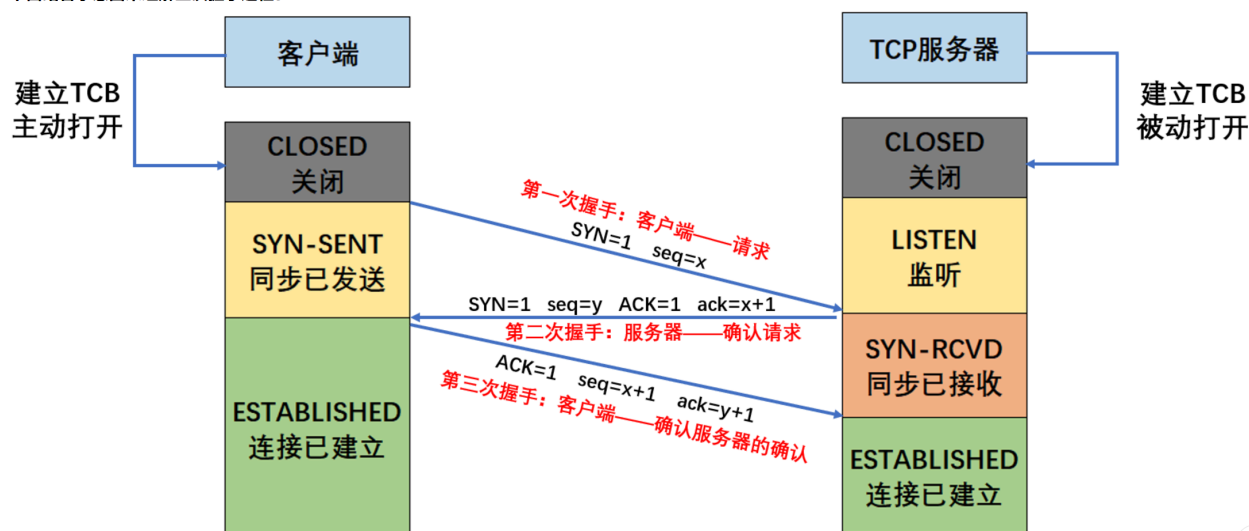 客户端
TCP服务器
建立TCB
主动打开
建立TCB
被动打开
CLOSED
关闭
CLOSED
关闭
第一次握手：客户端——请求
SYN=1 seq=x
SYN-SENT
同步已发送
LISTEN
监听
SYN=1 seq=y ACK=1 ack=x+1
第二次握手：服务器——确认请求
SYN-RCVD
同步已接收
ACK=1 seq=x+1 ack=y+1
第三次握手：客户端——确认服务器的确认
ESTABLISHED
连接已建立
ESTABLISHED
连接已建立